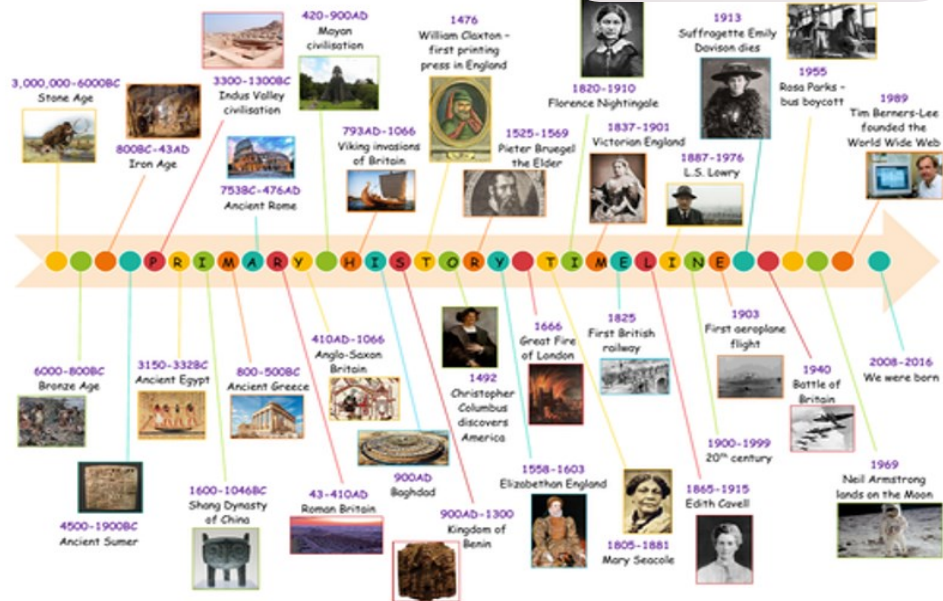 3,000,000-6000BC
Stone Age
800BC-43AD
Iron Age
3300-1300BC
Indus Valley
civilisation
753BC-476AD
Ancient Rome
420-900AD
Mayan
civilisation
793AD-1066
Viking invasions
of Britain
1476
William Claxton -
first printing
press in England
1525-1569
Pieter Bruegel
the Elder
1820-1910
Florence Nightingale
1837-1901
Victorian England
1887-1976
L.S. Lowry
1913
Suffragette Emily
Davison dies
1955
Rosa Parks -
bus boycott
1989
Tim Berners-Lee
founded the
World Wide Web
PRIMARY HISTORY TIMELINE
6000-800BC
Bronze Age
4500-1900BC
Ancient Sumer
3150-332BC
Ancient Egypt
1600-1046BC
Shang Dynasty
of China
800-500BC
Ancient Greece
43-410AD
Roman Britain
410AD-1066
Anglo-Saxon
Britain
900AD
Baghdad
900AD-1300
Kingdom of
Benin
1492
Christopher
Columbus
discovers
America
1558-1603
Elizabethan England
1666
Great Fire
of London
1805-1881
Mary Seacole
1825
First British
railway
1865-1915
Edith Cavell
1900-1999
20th century
1903
First aeroplane
flight
1940
Battle of
Britain
1969
Neil Armstrong
lands on the Moon
2008-2016
We were born